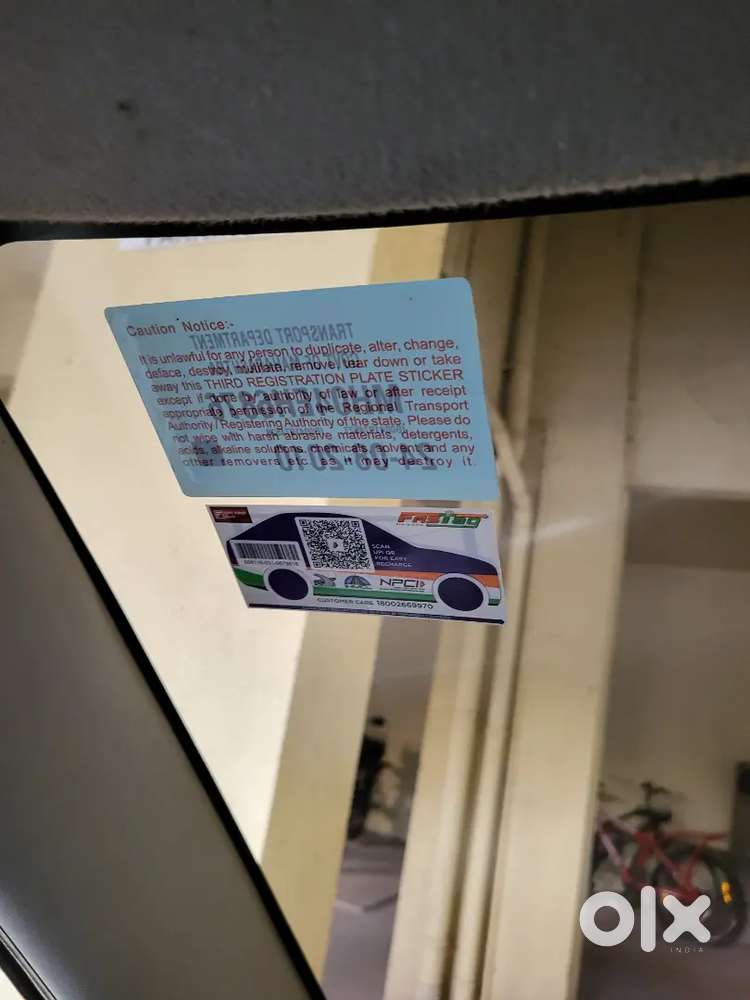 Caution Notice:-
It is unlawful for any person to duplicate, alter, change,
deface, destroy, mutilate, remove, tear down or take
away this THIRD REGISTRATION PLATE STICKER
except if done by authority of law or after receipt
appropriate permission of the Regional Transport
Authority / Registering Authority of the state. Please do
not wipe with harsh abrasive materials, detergents,
acids, alkaline solutions, chemicals, solvent and any
other removers etc. as it may destroy it.
TRANSPORT DEPARTMENT
FASTag
SCAN
UPI QR
FOR EASY
RECHARGE
NPCI
CUSTOMER CARE 18002669970
olx
INDIA